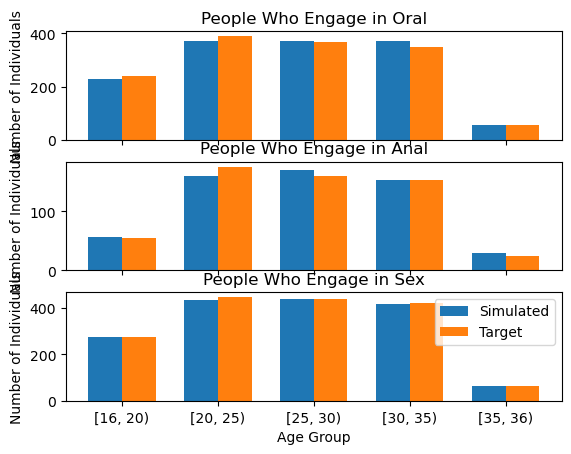 People Who Engage in Oral
Number of Individuals
400
200
0
People Who Engage in Anal
Number of Individuals
100
0
People Who Engage in Sex
Number of Individuals
400
200
0
Simulated
Target
[16, 20)
[20, 25)
[25, 30)
[30, 35)
[35, 36)
Age Group